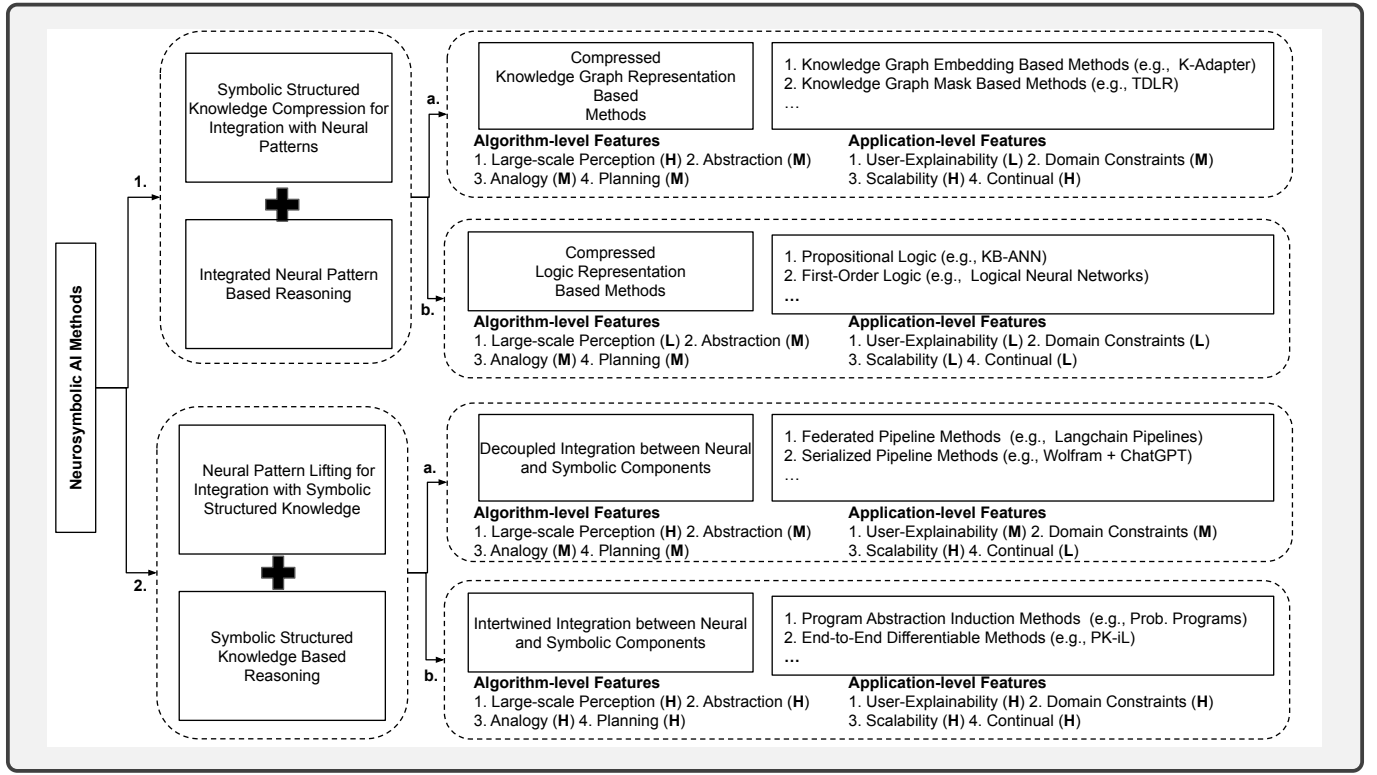 Neurosymbolic AI Methods
1.
Symbolic Structured
Knowledge Compression for
Integration with Neural
Patterns
Integrated Neural Pattern
Based Reasoning
a.
Compressed
Knowledge Graph Representation
Based
Methods
1. Knowledge Graph Embedding Based Methods (e.g., K-Adapter)
2. Knowledge Graph Mask Based Methods (e.g., TDLR)
…
Algorithm-level Features
1. Large-scale Perception (H) 2. Abstraction (M)
3. Analogy (M) 4. Planning (M)
Application-level Features
1. User-Explainability (L) 2. Domain Constraints (M)
3. Scalability (H) 4. Continual (H)
b.
Compressed
Logic Representation
Based Methods
1. Propositional Logic (e.g., KB-ANN)
2. First-Order Logic (e.g., Logical Neural Networks)
…
Algorithm-level Features
1. Large-scale Perception (L) 2. Abstraction (M)
3. Analogy (M) 4. Planning (M)
Application-level Features
1. User-Explainability (L) 2. Domain Constraints (L)
3. Scalability (L) 4. Continual (L)
2.
Neural Pattern Lifting for
Integration with Symbolic
Structured Knowledge
Symbolic Structured
Knowledge Based
Reasoning
a.
Decoupled Integration between Neural
and Symbolic Components
1. Federated Pipeline Methods (e.g., Langchain Pipelines)
2. Serialized Pipeline Methods (e.g., Wolfram + ChatGPT)
…
Algorithm-level Features
1. Large-scale Perception (H) 2. Abstraction (M)
3. Analogy (M) 4. Planning (M)
Application-level Features
1. User-Explainability (M) 2. Domain Constraints (M)
3. Scalability (H) 4. Continual (L)
b.
Intertwined Integration between Neural
and Symbolic Components
1. Program Abstraction Induction Methods (e.g., Prob. Programs)
2. End-to-End Differentiable Methods (e.g., PK-iL)
…
Algorithm-level Features
1. Large-scale Perception (H) 2. Abstraction (H)
3. Analogy (H) 4. Planning (H)
Application-level Features
1. User-Explainability (H) 2. Domain Constraints (H)
3. Scalability (H) 4. Continual (H)